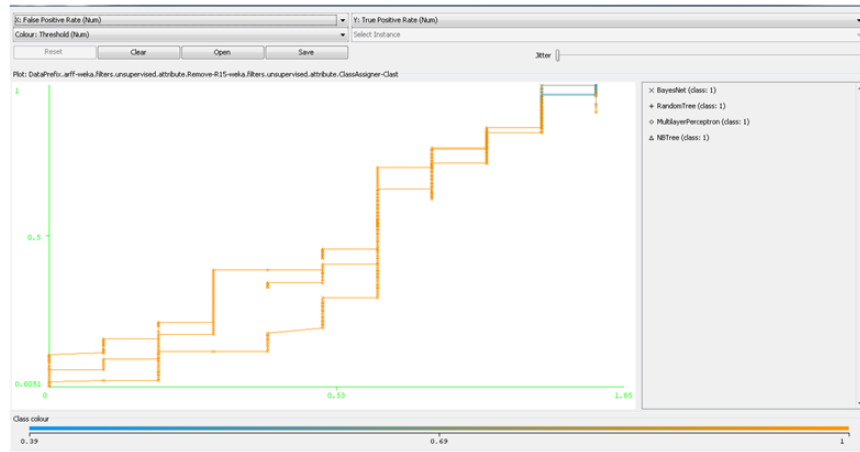 X: False Positive Rate (Num) Y: True Positive Rate (Num)
Colour: Threshold (Num) Select Instance
Reset Clear Open Save Jitter
Plot: DataPrefix.arff-weka.filters.unsupervised.attribute.Remove-R15-weka.filters.unsupervised.attribute.ClassAssigner-Clast
1
0.5
0.0051
0 0.53 1.05
× BayesNet (class: 1)
+ RandomTree (class: 1)
◇ MultilayerPerceptron (class: 1)
△ NBTree (class: 1)
Class colour
0.39 0.69 1